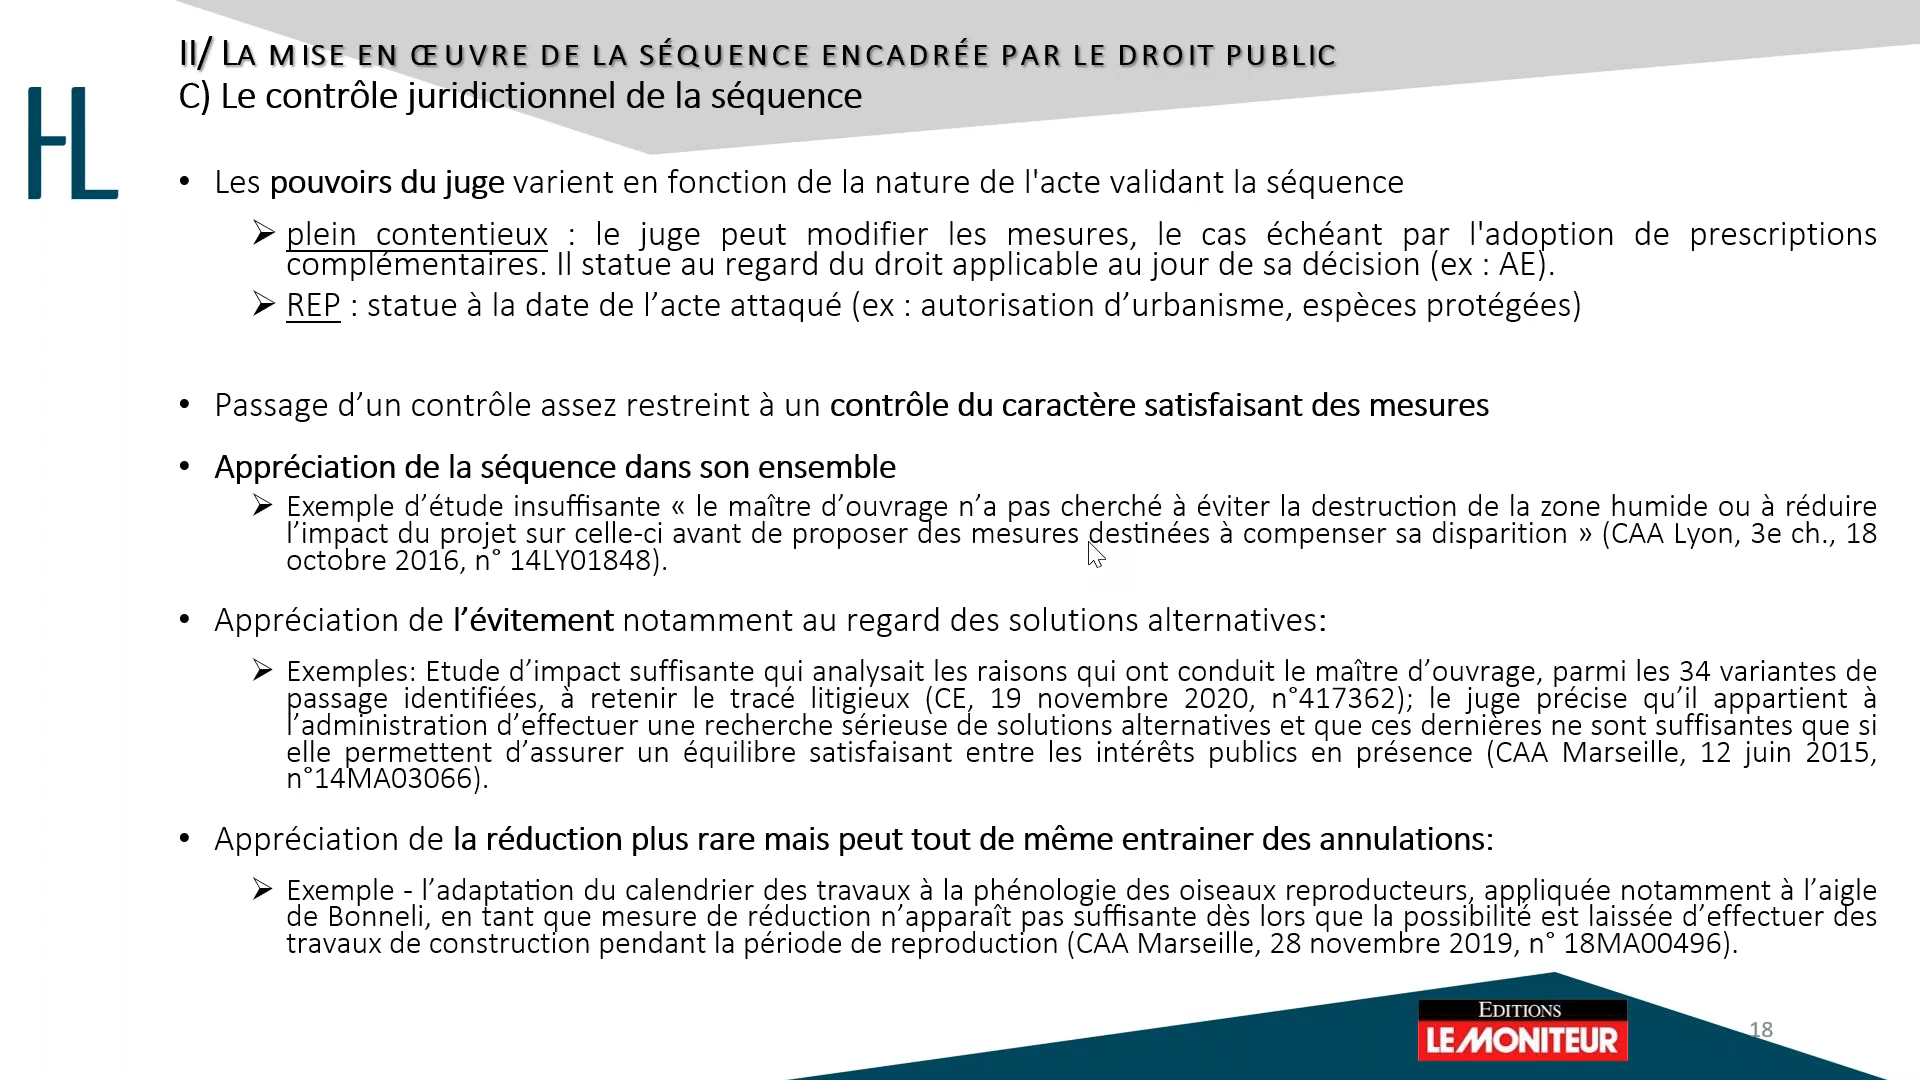 II/ LA MISE EN ŒUVRE DE LA SÉQUENCE ENCADRÉE PAR LE DROIT PUBLIC
C) Le contrôle juridictionnel de la séquence
HL
• Les pouvoirs du juge varient en fonction de la nature de l'acte validant la séquence
➢ plein contentieux : le juge peut modifier les mesures, le cas échéant par l'adoption de prescriptions
complémentaires. Il statue au regard du droit applicable au jour de sa décision (ex : AE).
➢ REP : statue à la date de l’acte attaqué (ex : autorisation d’urbanisme, espèces protégées)
• Passage d’un contrôle assez restreint à un contrôle du caractère satisfaisant des mesures
• Appréciation de la séquence dans son ensemble
➢ Exemple d’étude insuffisante « le maître d’ouvrage n’a pas cherché à éviter la destruction de la zone humide ou à réduire
l’impact du projet sur celle-ci avant de proposer des mesures destinées à compenser sa disparition » (CAA Lyon, 3e ch., 18
octobre 2016, n° 14LY01848).
• Appréciation de l’évitement notamment au regard des solutions alternatives:
➢ Exemples: Etude d’impact suffisante qui analysait les raisons qui ont conduit le maître d’ouvrage, parmi les 34 variantes de
passage identifiées, à retenir le tracé litigieux (CE, 19 novembre 2020, n°417362); le juge précise qu’il appartient à
l’administration d’effectuer une recherche sérieuse de solutions alternatives et que ces dernières ne sont suffisantes que si
elle permettent d’assurer un équilibre satisfaisant entre les intérêts publics en présence (CAA Marseille, 12 juin 2015,
n°14MA03066).
• Appréciation de la réduction plus rare mais peut tout de même entrainer des annulations:
➢ Exemple - l’adaptation du calendrier des travaux à la phénologie des oiseaux reproducteurs, appliquée notamment à l’aigle
de Bonneli, en tant que mesure de réduction n’apparaît pas suffisante dès lors que la possibilité est laissée d’effectuer des
travaux de construction pendant la période de reproduction (CAA Marseille, 28 novembre 2019, n° 18MA00496).
EDITIONS
LE MONITEUR
18